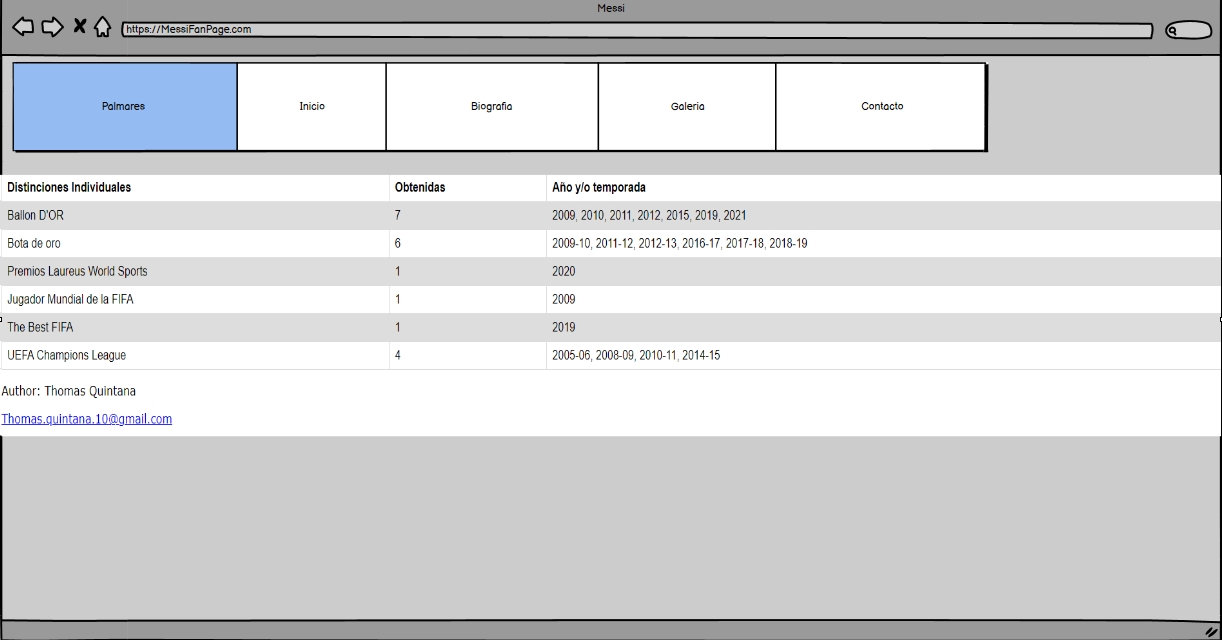 Messi
https://MessiFanPage.com
Palmares Inicio Biografia Galeria Contacto
Distinciones Individuales Obtenidas Año y/o temporada
Ballon D'OR 7 2009, 2010, 2011, 2012, 2015, 2019, 2021
Bota de oro 6 2009-10, 2011-12, 2012-13, 2016-17, 2017-18, 2018-19
Premios Laureus World Sports 1 2020
Jugador Mundial de la FIFA 1 2009
The Best FIFA 1 2019
UEFA Champions League 4 2005-06, 2008-09, 2010-11, 2014-15
Author: Thomas Quintana
Thomas.quintana.10@gmail.com